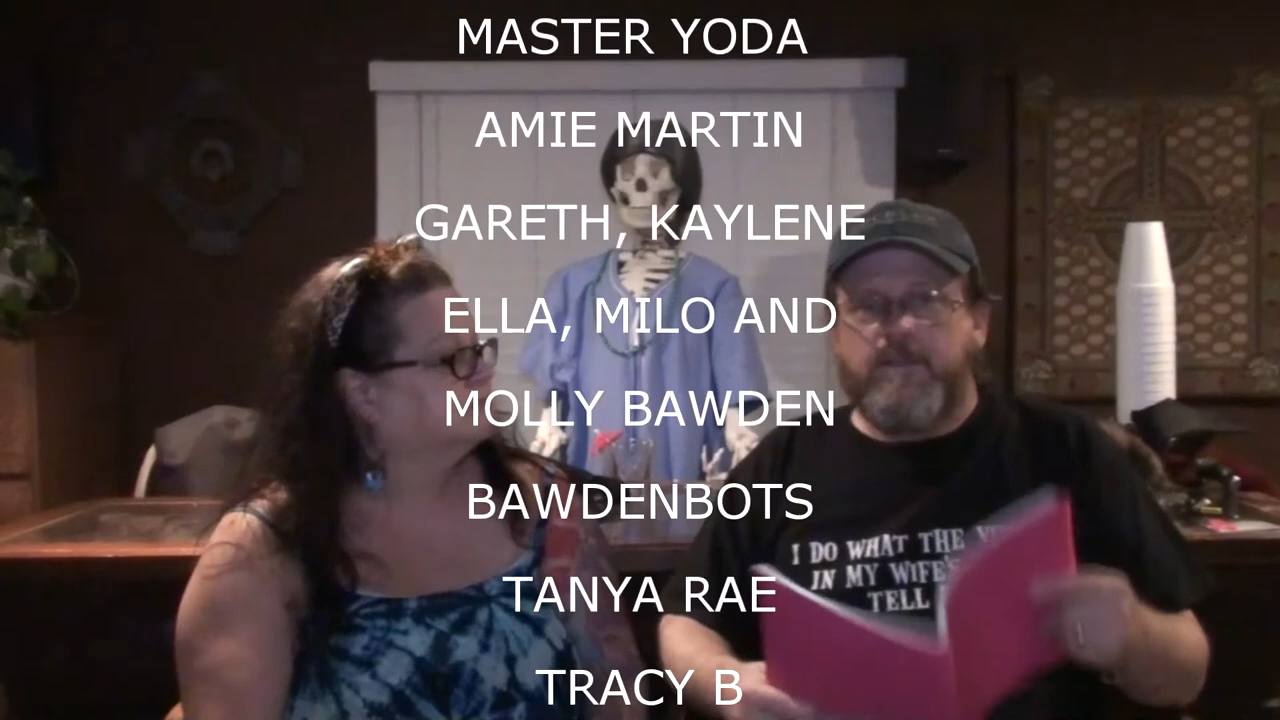 MASTER YODA
AMIE MARTIN
GARETH, KAYLENE
ELLA, MILO AND
MOLLY BAWDEN
BAWDENBOTS
I DO WHAT THE
IN MY WIFE'
TELL
TANYA RAE
TRACY B